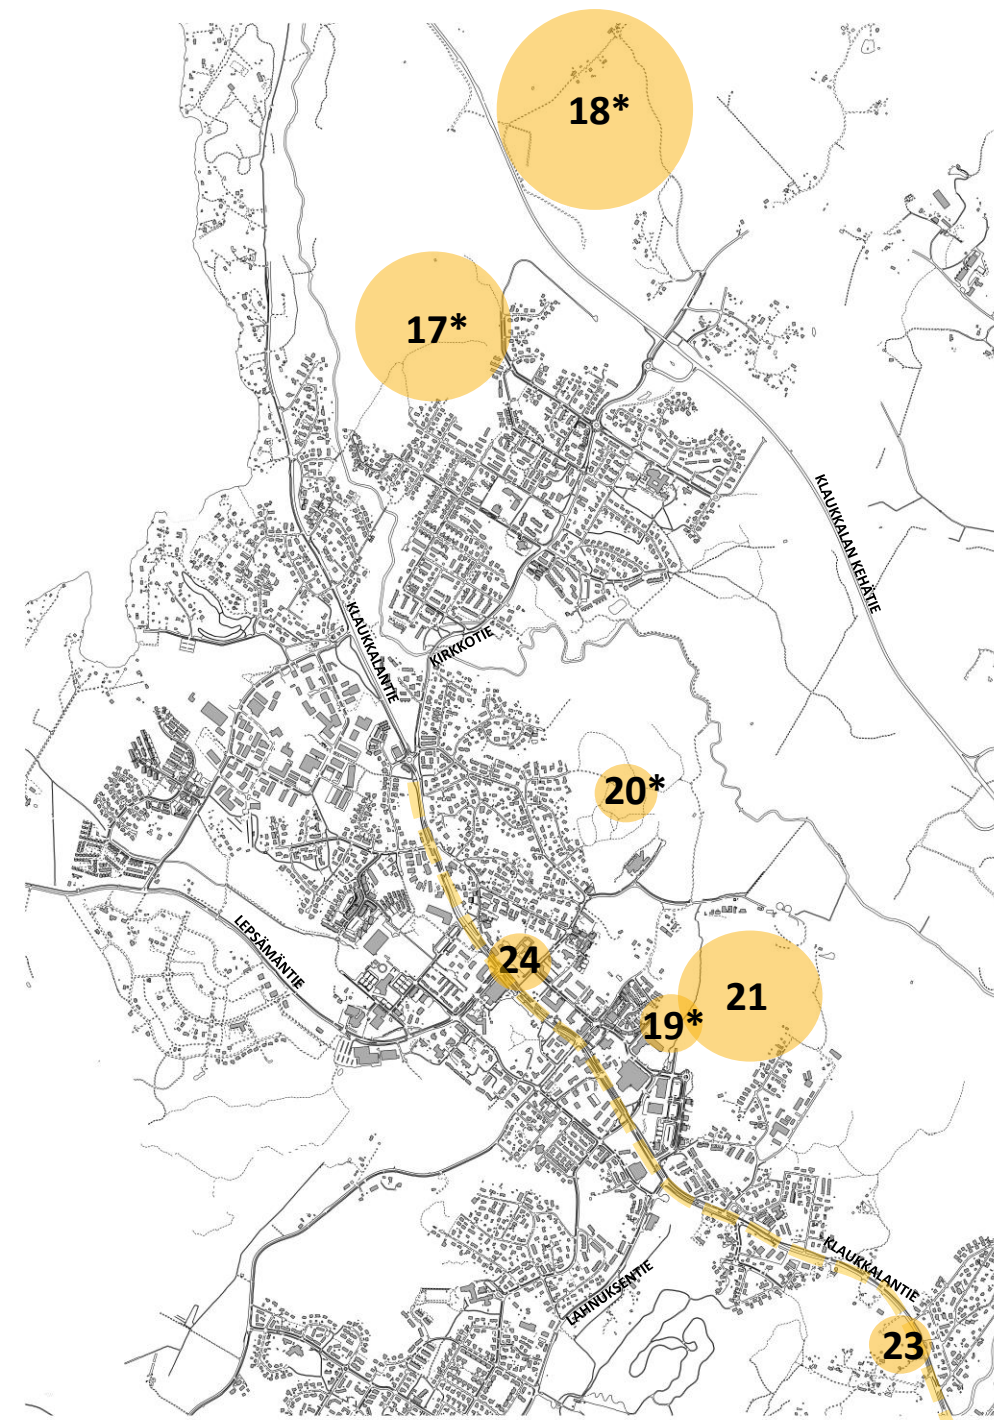 18*
17*
KLAUKKALAN KEHÄTIE
KLAUKKALANTIE
KIRKKOTIE
20*
LEPSÄMÄNTIE
24
21
19*
KLAUKKALANTIE
LAHNUKSENTIE
23